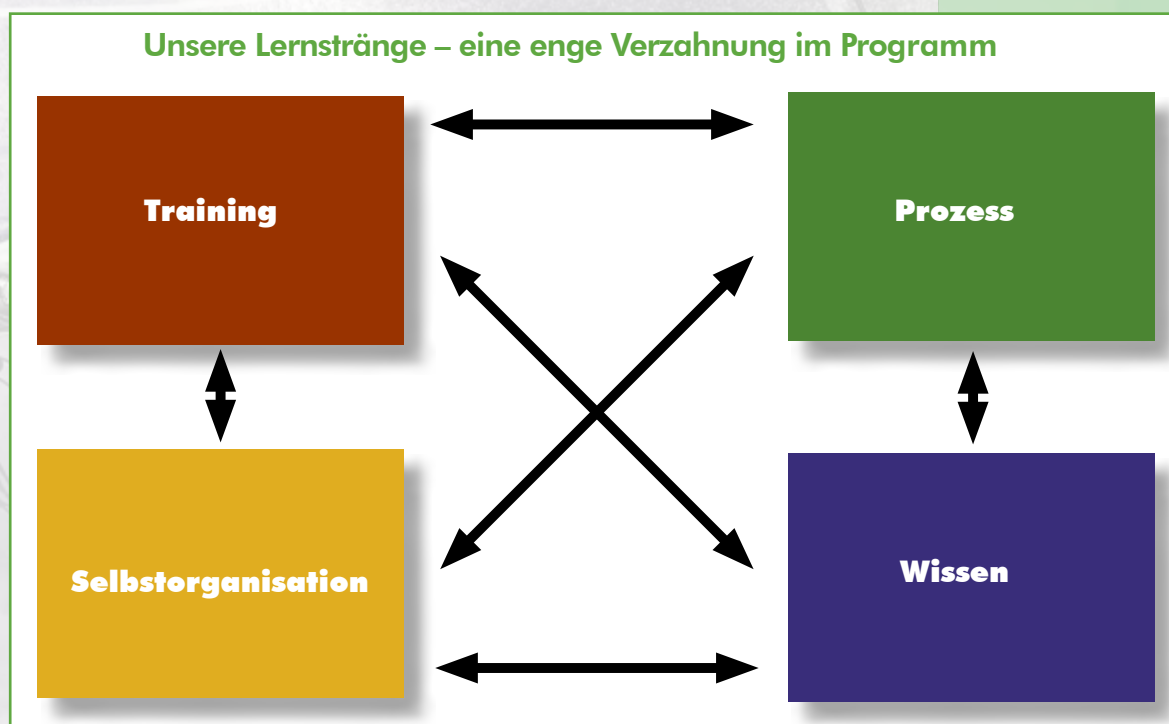 Unsere Lernstränge – eine enge Verzahnung im Programm
Training
Prozess
Selbstorganisation
Wissen